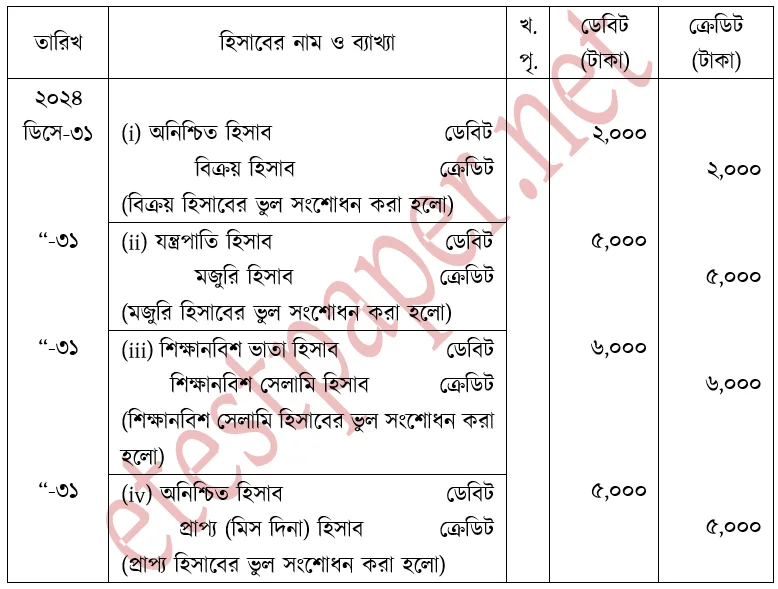 তারিখ হিসাবের নাম ও ব্যাখ্যা খ. পৃ. ডেবিট (টাকা) ক্রেডিট (টাকা)
২০২৪
ডিসে-৩১ (i) অনিশ্চিত হিসাব ডেবিট ২,০০০
বিক্রয় হিসাব ক্রেডিট ২,০০০
(বিক্রয় হিসাবের ভুল সংশোধন করা হলো)
“-৩১ (ii) যন্ত্রপাতি হিসাব ডেবিট ৫,০০০
মজুরি হিসাব ক্রেডিট ৫,০০০
(মজুরি হিসাবের ভুল সংশোধন করা হলো)
“-৩১ (iii) শিক্ষানবিশ ভাতা হিসাব ডেবিট ৬,০০০
শিক্ষানবিশ সেলামি হিসাব ক্রেডিট ৬,০০০
(শিক্ষানবিশ সেলামি হিসাবের ভুল সংশোধন করা
হলো)
“-৩১ (iv) অনিশ্চিত হিসাব ডেবিট ৫,০০০
প্রাপ্য (মিস দিনা) হিসাব ক্রেডিট ৫,০০০
(প্রাপ্য হিসাবের ভুল সংশোধন করা হলো)
etestpaper.net